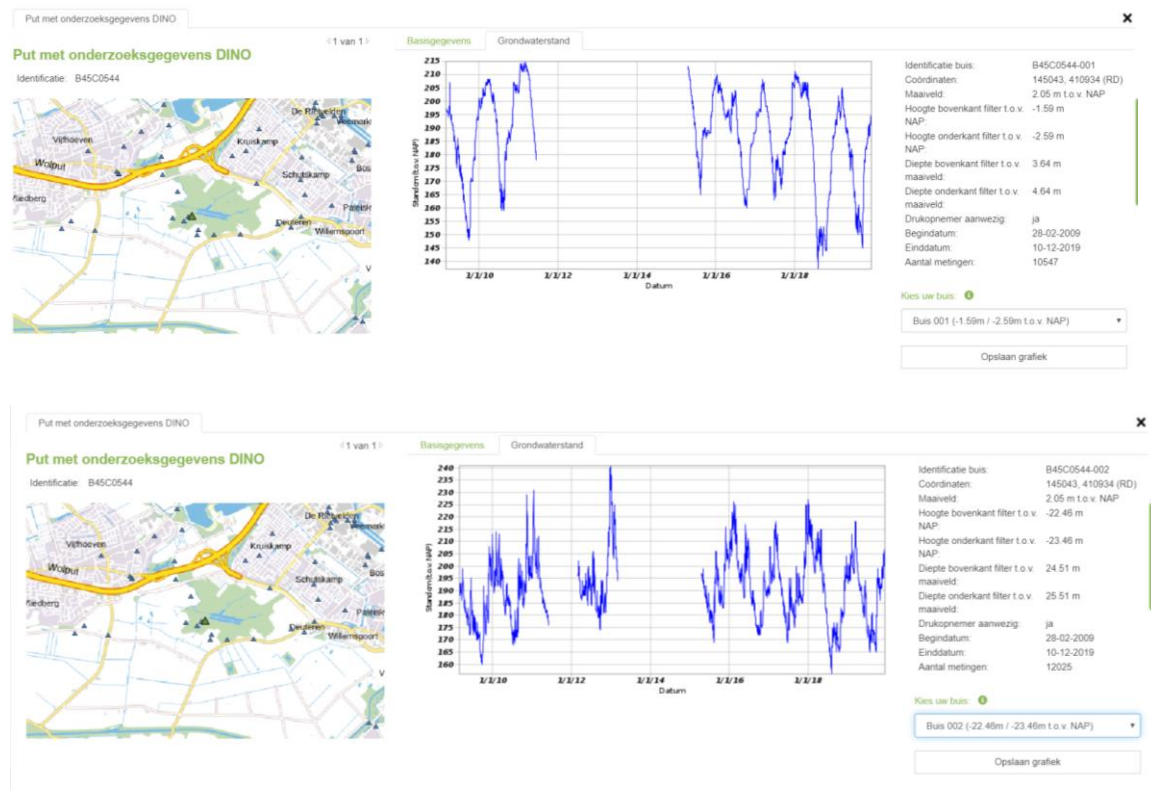 Put met onderzoeksgegevens DINO
Put met onderzoeksgegevens DINO
1 van 1
Identificatie: B45C0544
Vijfhoeven
Wolput
Kruiskamp
Schutskamp
Bos
Deuteren
Willemspoort
V
Basisgegevens Grondwaterstand
215
210
205
200
195
190
185
180
175
170
165
160
155
150
145
140
1/1/10 1/1/12 1/1/14 1/1/16 1/1/18
Datum
Identificatie buis: B45C0544-001
Coördinaten: 145043, 410934 (RD)
Maaiveld: 2.05 m t.o.v. NAP
Hoogte bovenkant filter t.o.v. -1.59 m
NAP:
Hoogte onderkant filter t.o.v. -2.59 m
NAP:
Diepte bovenkant filter t.o.v. 3.64 m
maaiveld:
Diepte onderkant filter t.o.v. 4.64 m
maaiveld:
Drukopnemer aanwezig: ja
Begindatum: 28-02-2009
Einddatum: 10-12-2019
Aantal metingen: 10547
Kies uw buis:
Buis 001 (-1.59m / -2.59m t.o.v. NAP)
Opslaan grafiek
Put met onderzoeksgegevens DINO
Put met onderzoeksgegevens DINO
1 van 1
Identificatie: B45C0544
Vijfhoeven
Wolput
Kruiskamp
Schutskamp
Bos
Deuteren
Willemspoort
V
Basisgegevens Grondwaterstand
240
235
230
225
220
215
210
205
200
195
190
185
180
175
170
165
160
1/1/10 1/1/12 1/1/14 1/1/16 1/1/18
Datum
Identificatie buis: B45C0544-002
Coördinaten: 145043, 410934 (RD)
Maaiveld: 2.05 m t.o.v. NAP
Hoogte bovenkant filter t.o.v. -22.46 m
NAP:
Hoogte onderkant filter t.o.v. -23.46 m
NAP:
Diepte bovenkant filter t.o.v. 24.51 m
maaiveld:
Diepte onderkant filter t.o.v. 25.51 m
maaiveld:
Drukopnemer aanwezig: ja
Begindatum: 28-02-2009
Einddatum: 10-12-2019
Aantal metingen: 12025
Kies uw buis:
Buis 002 (-22.46m / -23.46m t.o.v. NAP)
Opslaan grafiek